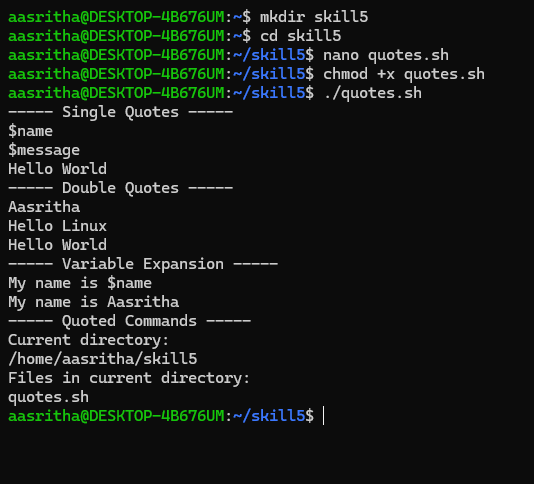 aasritha@DESKTOP-4B676UM:~$ mkdir skill5
aasritha@DESKTOP-4B676UM:~$ cd skill5
aasritha@DESKTOP-4B676UM:~/skill5$ nano quotes.sh
aasritha@DESKTOP-4B676UM:~/skill5$ chmod +x quotes.sh
aasritha@DESKTOP-4B676UM:~/skill5$ ./quotes.sh
----- Single Quotes -----
$name
$message
Hello World
----- Double Quotes -----
Aasritha
Hello Linux
Hello World
----- Variable Expansion -----
My name is $name
My name is Aasritha
----- Quoted Commands -----
Current directory:
/home/aasritha/skill5
Files in current directory:
quotes.sh
aasritha@DESKTOP-4B676UM:~/skill5$